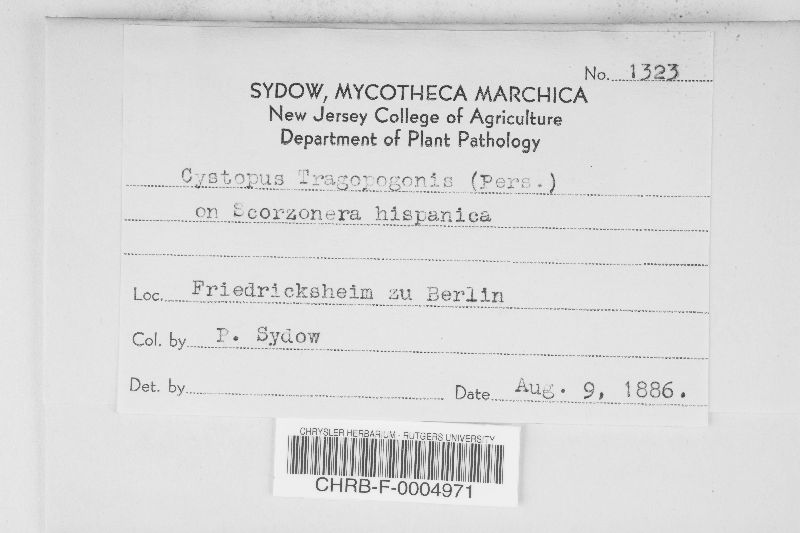 No. 1323
SYDOW, MYCOTHECA MARCHICA
New Jersey College of Agriculture
Department of Plant Pathology
Cystopus Tragopogonis (Pers.)
on Scorzonera hispanica
Loc. Friedricksheim zu Berlin
Col. by P. Sydow
Det. by
Date Aug. 9, 1886.
CHRYSLER HERBARIUM - RUTGERS UNIVERSITY
CHRB-F-0004971